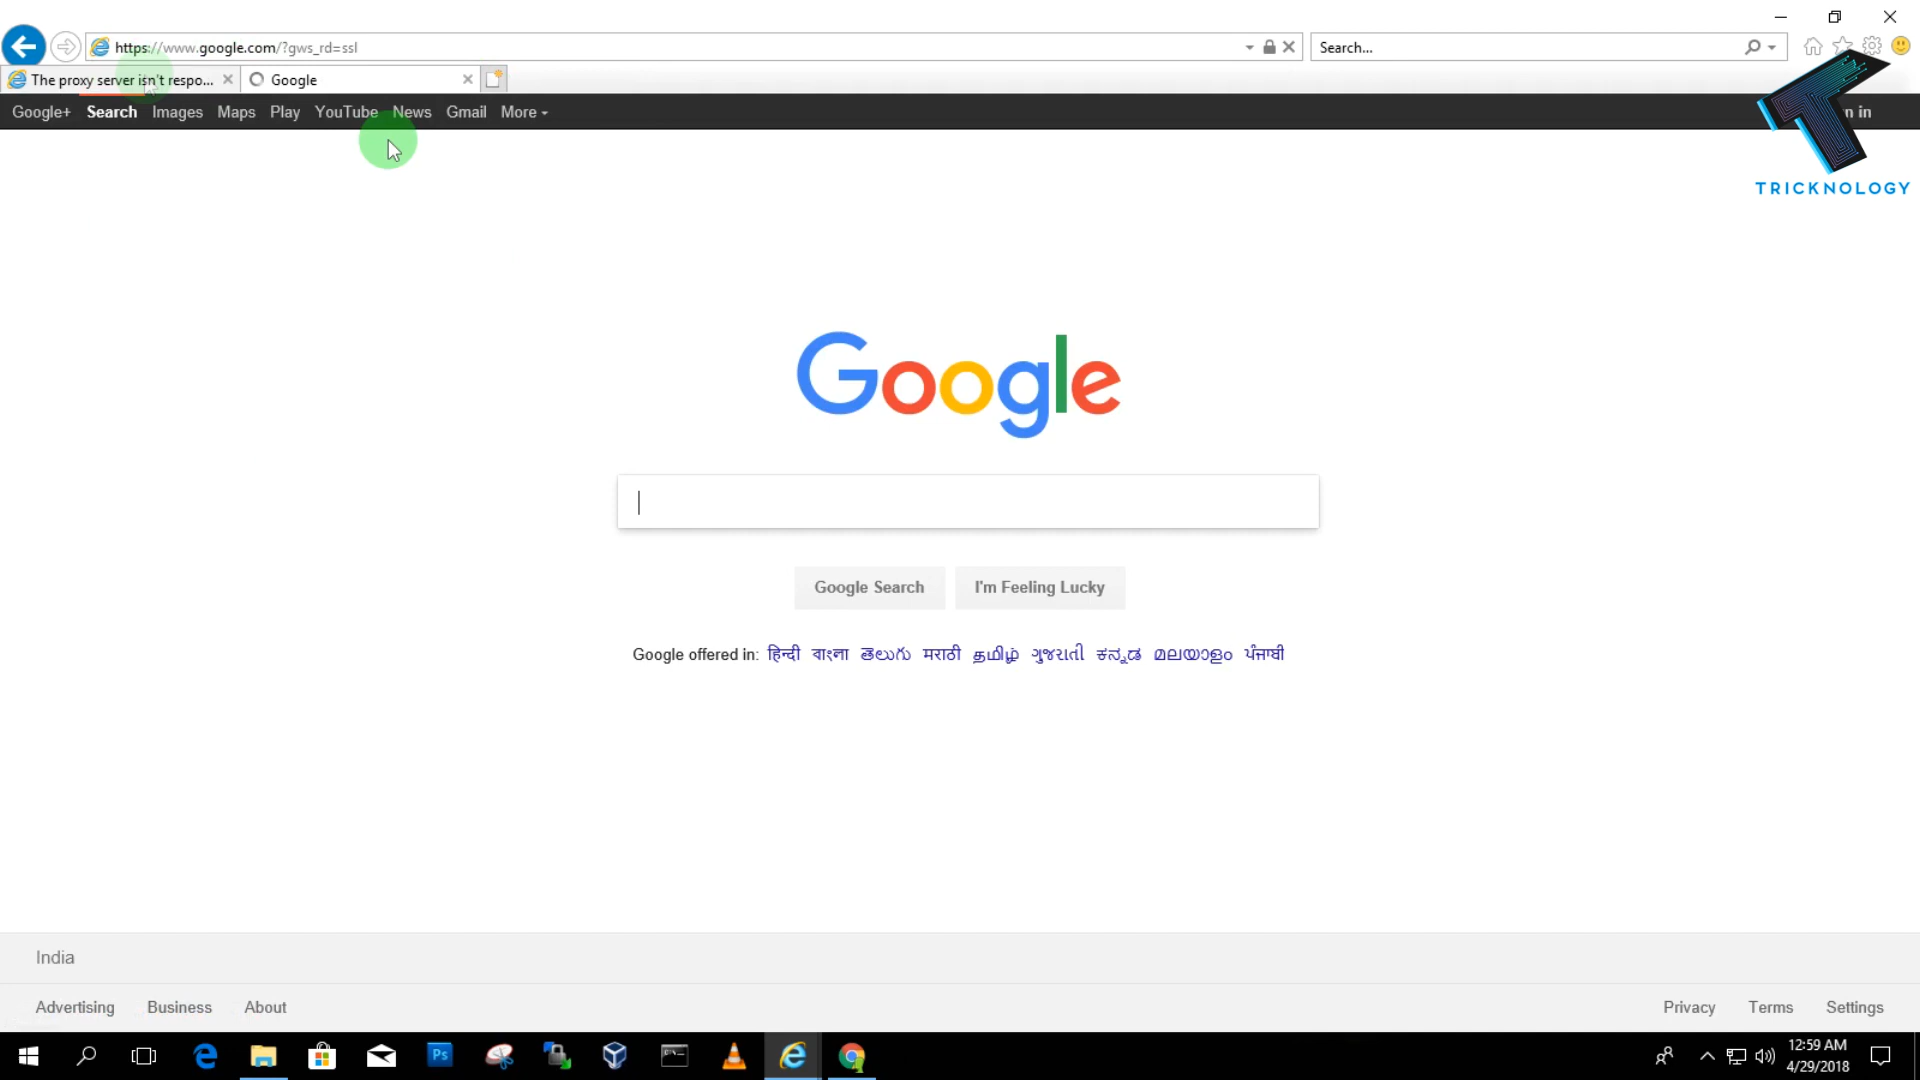 https://www.google.com/?gws_rd=ssl
Search...
The proxy server isn't respo...
Google
Google+ Search Images Maps Play YouTube News Gmail More
n in
TRICKNOLOGY
Google
Google Search
I'm Feeling Lucky
Google offered in: हिन्दी বাংলা తెలుగు मराठी தமிழ் ગુજરાતી ಕನ್ನಡ മലയാളം ਪੰਜਾਬੀ
India
Advertising Business About
Privacy Terms Settings
Ps
12:59 AM
4/29/2018